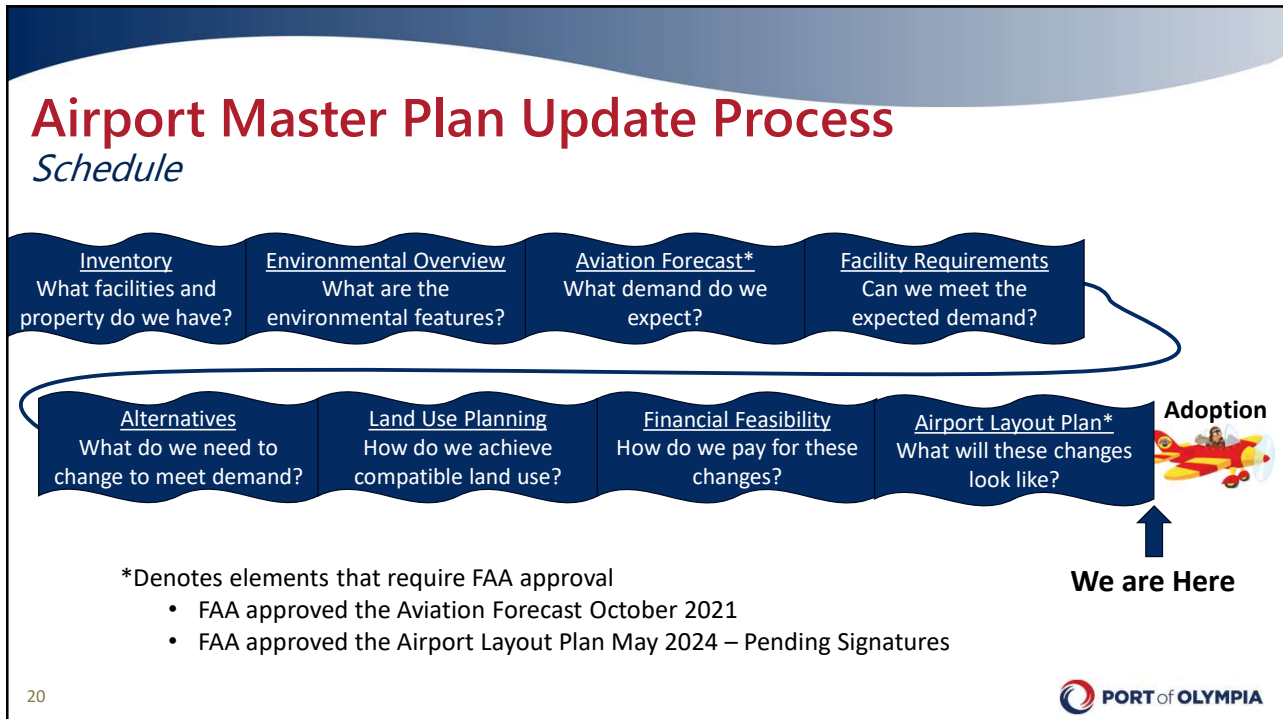 Airport Master Plan Update Process
Schedule
Inventory
What facilities and
property do we have?
Environmental Overview
What are the
environmental features?
Aviation Forecast*
What demand do we
expect?
Facility Requirements
Can we meet the
expected demand?
Alternatives
What do we need to
change to meet demand?
Land Use Planning
How do we achieve
compatible land use?
Financial Feasibility
How do we pay for these
changes?
Airport Layout Plan*
What will these changes
look like?
Adoption
We are Here
*Denotes elements that require FAA approval
• FAA approved the Aviation Forecast October 2021
• FAA approved the Airport Layout Plan May 2024 – Pending Signatures
20
PORT of OLYMPIA